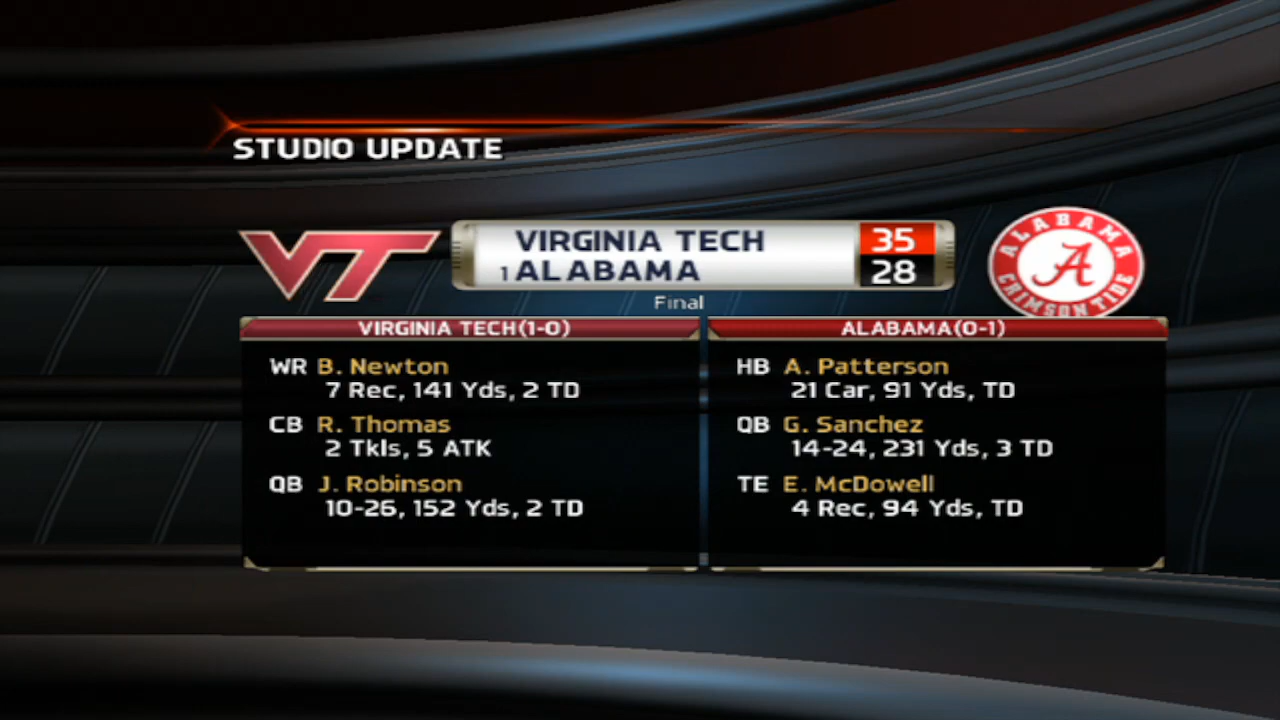 STUDIO UPDATE
VT
VIRGINIA TECH 35
1 ALABAMA 28
ALABAMA
A
CRIMSON TIDE
Final
VIRGINIA TECH(1-0)
WR B. Newton
7 Rec, 141 Yds, 2 TD
CB R. Thomas
2 Tkls, 5 ATK
QB J. Robinson
10-26, 152 Yds, 2 TD
ALABAMA(0-1)
HB A. Patterson
21 Car, 91 Yds, TD
QB G. Sanchez
14-24, 231 Yds, 3 TD
TE E. McDowell
4 Rec, 94 Yds, TD